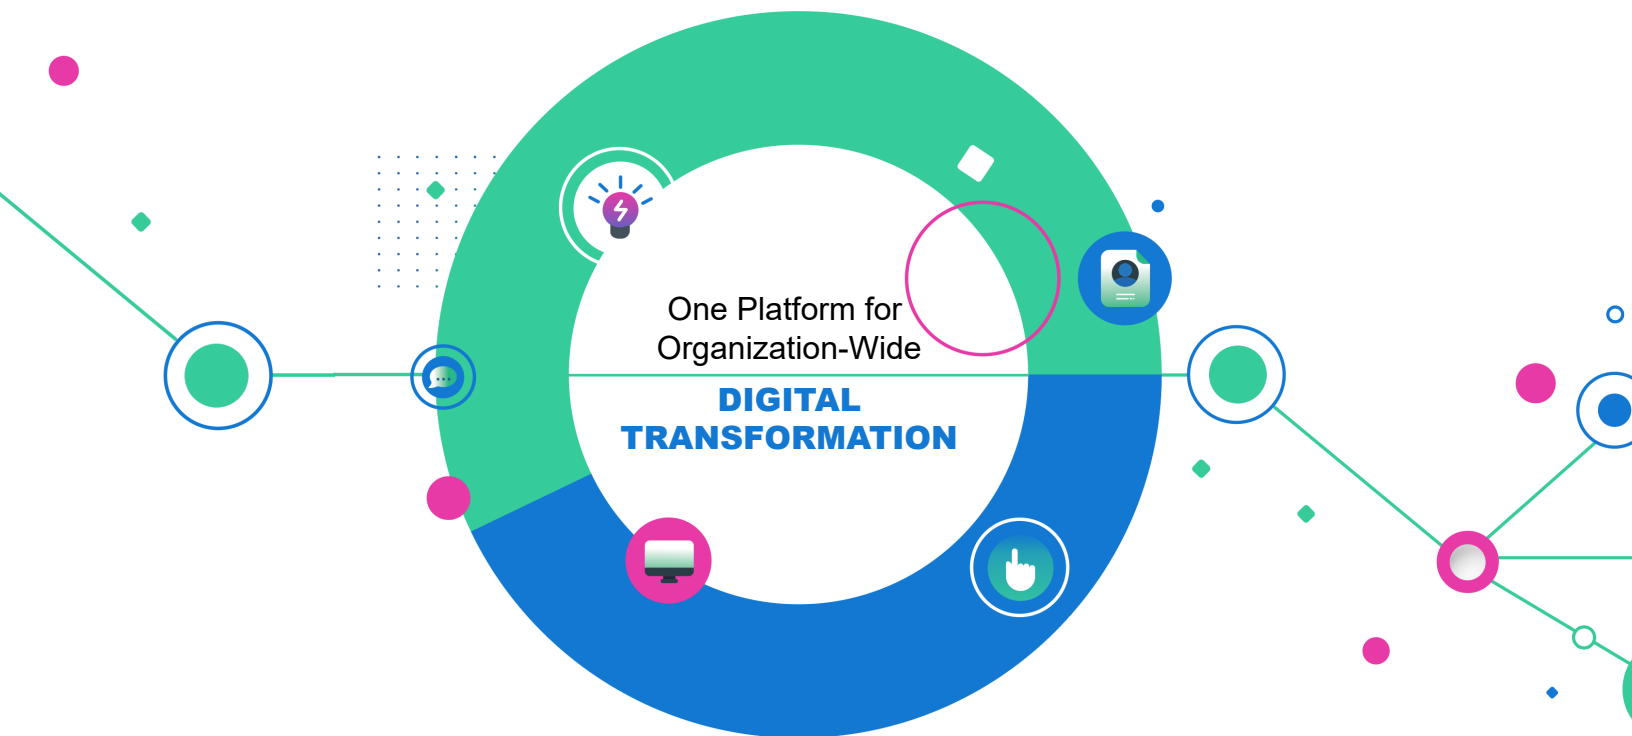 One Platform for
Organization-Wide
DIGITAL
TRANSFORMATION